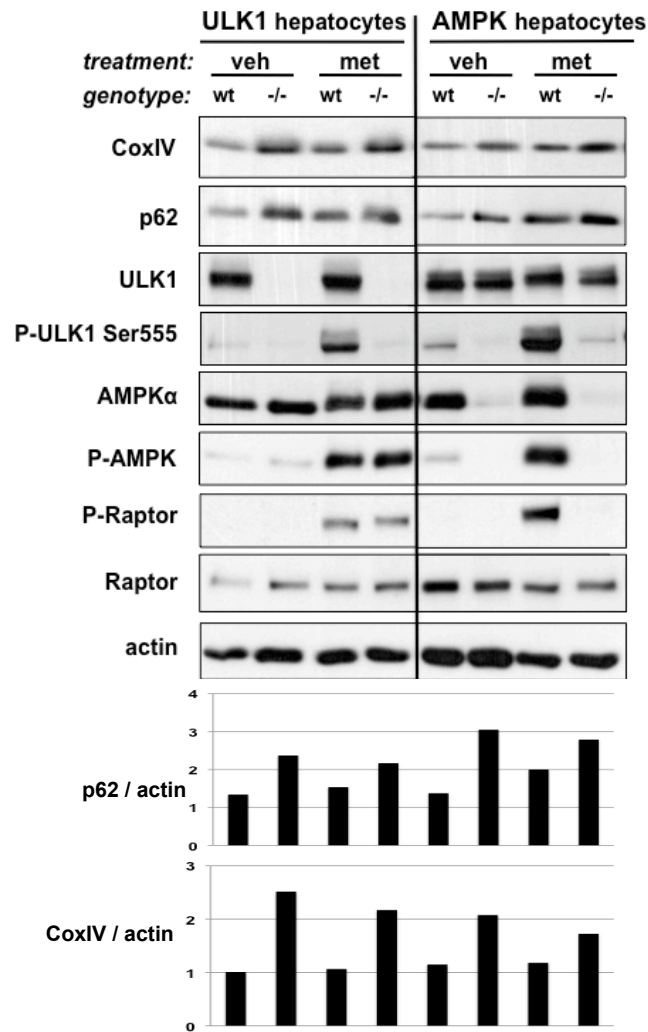 ULK1 hepatocytes AMPK hepatocytes
treatment: veh met veh met
genotype: wt -/- wt -/- wt -/- wt -/-
CoxIV
p62
ULK1
P-ULK1 Ser555
AMPKα
P-AMPK
P-Raptor
Raptor
actin
4
3
2
p62 / actin
1
0
3
2
CoxIV / actin
1
0